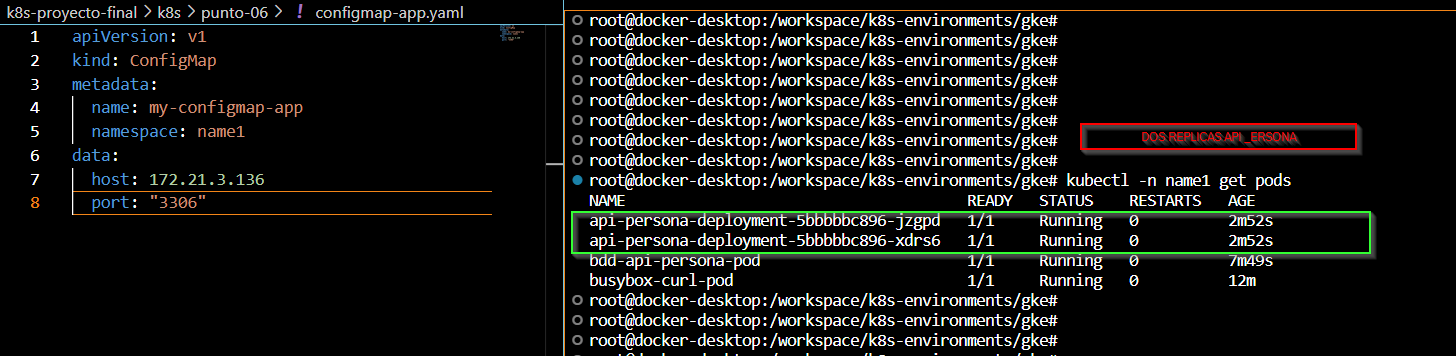 k8s-proyecto-final > k8s > punto-06 > ! configmap-app.yaml
1 apiVersion: v1
2 kind: ConfigMap
3 metadata:
4 name: my-configmap-app
5 namespace: name1
6 data:
7 host: 172.21.3.136
8 port: "3306"
root@docker-desktop:/workspace/k8s-environments/gke#
root@docker-desktop:/workspace/k8s-environments/gke#
root@docker-desktop:/workspace/k8s-environments/gke#
root@docker-desktop:/workspace/k8s-environments/gke#
root@docker-desktop:/workspace/k8s-environments/gke#
root@docker-desktop:/workspace/k8s-environments/gke#
root@docker-desktop:/workspace/k8s-environments/gke#
DOS REPLICAS API_ERSONA
root@docker-desktop:/workspace/k8s-environments/gke#
root@docker-desktop:/workspace/k8s-environments/gke# kubectl -n name1 get pods
NAME READY STATUS RESTARTS AGE
api-persona-deployment-5bbbbbc896-jzgpd 1/1 Running 0 2m52s
api-persona-deployment-5bbbbbc896-xdrs6 1/1 Running 0 2m52s
bdd-api-persona-pod 1/1 Running 0 7m49s
busybox-curl-pod 1/1 Running 0 12m
root@docker-desktop:/workspace/k8s-environments/gke#
root@docker-desktop:/workspace/k8s-environments/gke#
root@docker-desktop:/workspace/k8s-environments/gke#